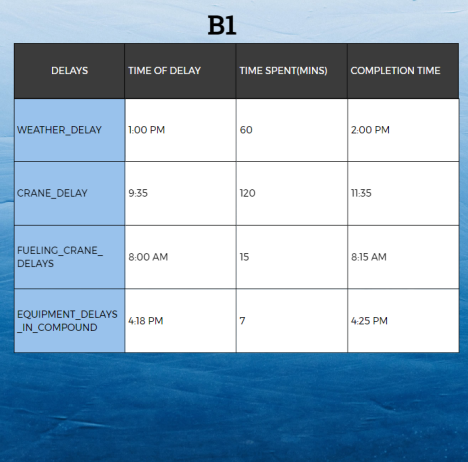 B1
DELAYS TIME OF DELAY TIME SPENT(MINS) COMPLETION TIME
WEATHER_DELAY 1:00 PM 60 2:00 PM
CRANE_DELAY 9:35 120 11:35
FUELING_CRANE_
DELAYS 8:00 AM 15 8:15 AM
EQUIPMENT_DELAYS
_IN_COMPOUND 4:18 PM 7 4:25 PM